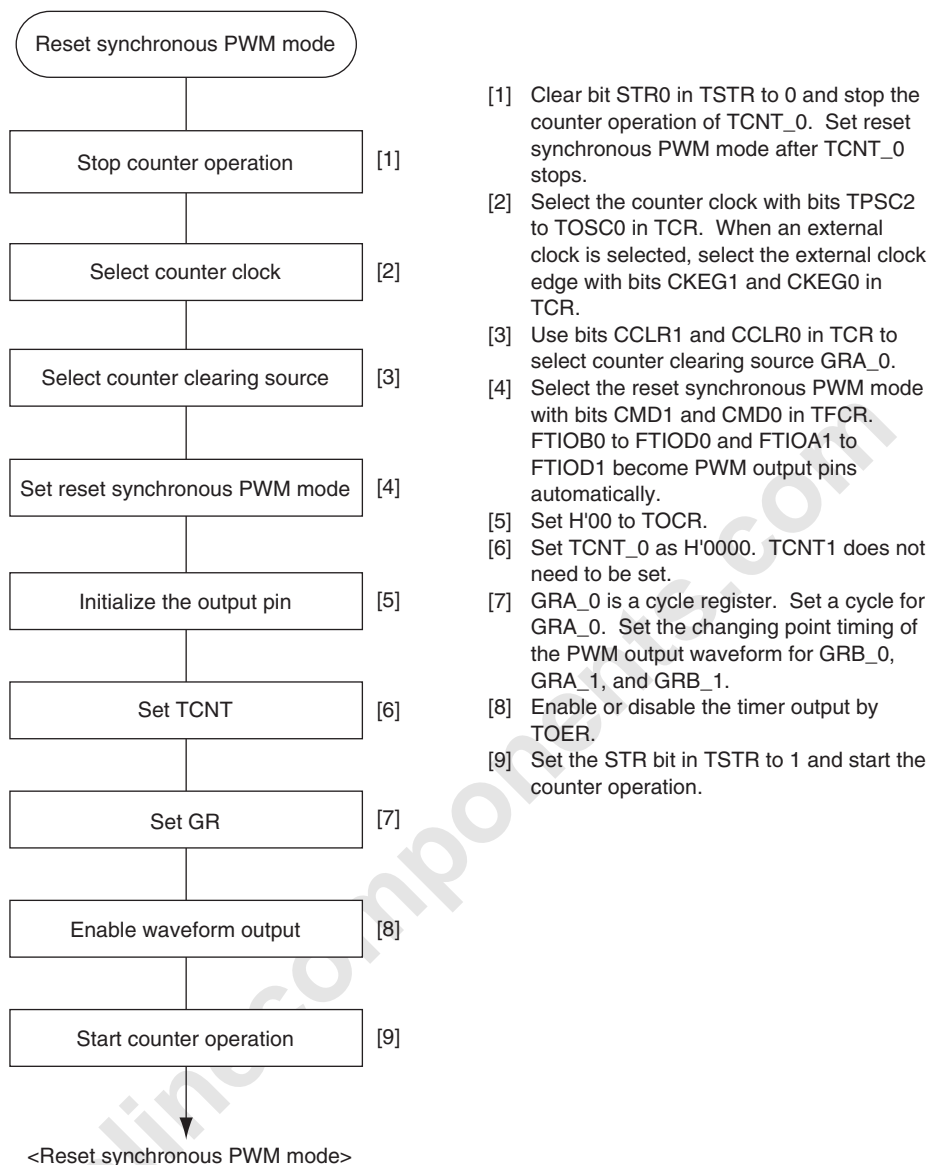 Reset synchronous PWM mode
Stop counter operation
[1]
Select counter clock
[2]
Select counter clearing source
[3]
Set reset synchronous PWM mode
[4]
Initialize the output pin
[5]
Set TCNT
[6]
Set GR
[7]
Enable waveform output
[8]
Start counter operation
[9]
<Reset synchronous PWM mode>
[1] Clear bit STR0 in TSTR to 0 and stop the
counter operation of TCNT_0. Set reset
synchronous PWM mode after TCNT_0
stops.
[2] Select the counter clock with bits TPSC2
to TOSC0 in TCR. When an external
clock is selected, select the external clock
edge with bits CKEG1 and CKEG0 in
TCR.
[3] Use bits CCLR1 and CCLR0 in TCR to
select counter clearing source GRA_0.
[4] Select the reset synchronous PWM mode
with bits CMD1 and CMD0 in TFCR.
FTIOB0 to FTIOD0 and FTIOA1 to
FTIOD1 become PWM output pins
automatically.
[5] Set H'00 to TOCR.
[6] Set TCNT_0 as H'0000. TCNT1 does not
need to be set.
[7] GRA_0 is a cycle register. Set a cycle for
GRA_0. Set the changing point timing of
the PWM output waveform for GRB_0,
GRA_1, and GRB_1.
[8] Enable or disable the timer output by
TOER.
[9] Set the STR bit in TSTR to 1 and start the
counter operation.